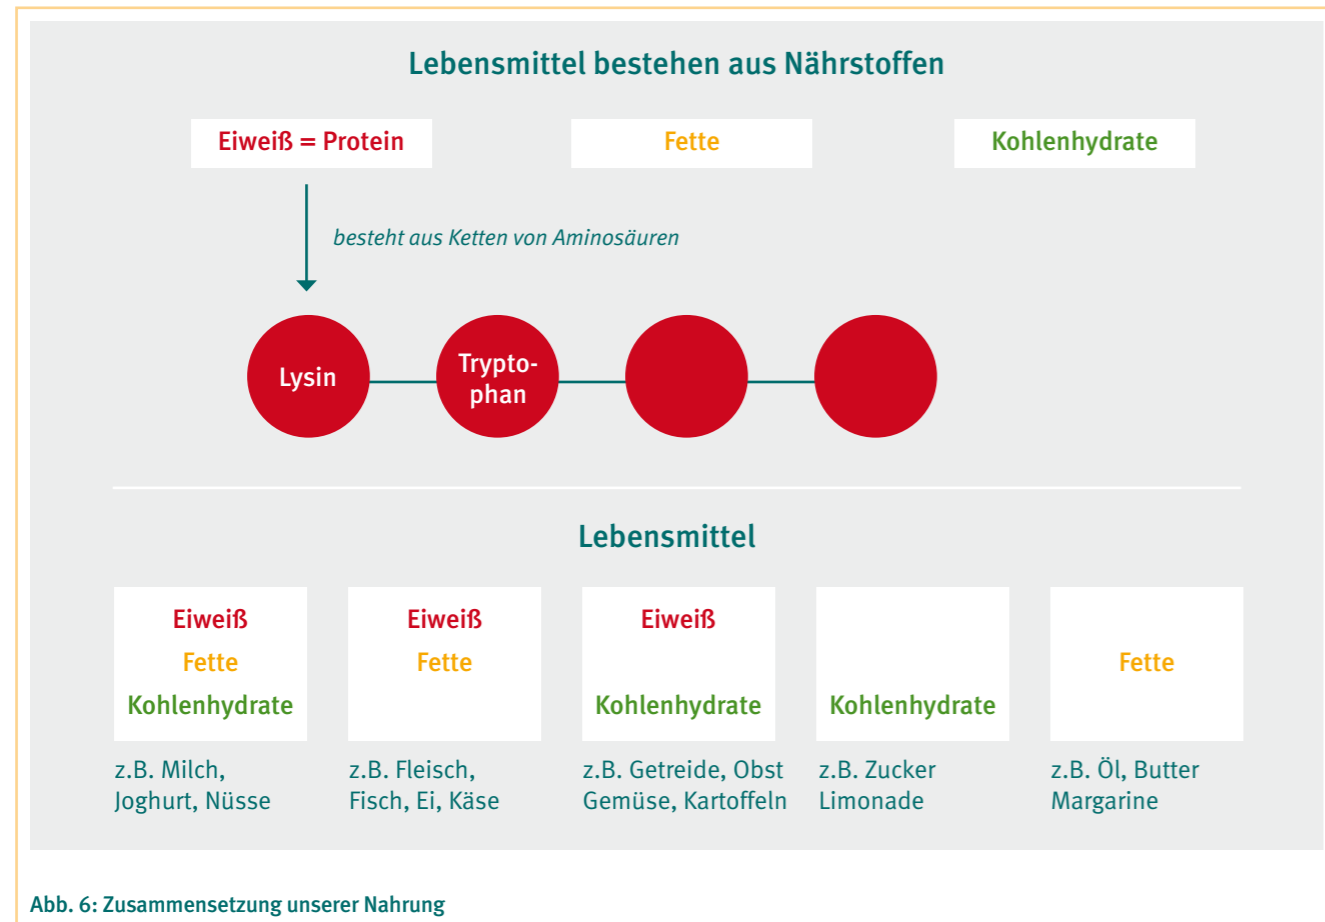 Lebensmittel bestehen aus Nährstoffen
Eiweiß = Protein
Fette
Kohlenhydrate
besteht aus Ketten von Aminosäuren
Lysin
Trypto-
phan
Lebensmittel
Eiweiß
Fette
Kohlenhydrate
z.B. Milch,
Joghurt, Nüsse
Eiweiß
Fette
z.B. Fleisch,
Fisch, Ei, Käse
Eiweiß
Kohlenhydrate
z.B. Getreide, Obst
Gemüse, Kartoffeln
Kohlenhydrate
z.B. Zucker
Limonade
Fette
z.B. Öl, Butter
Margarine
Abb. 6: Zusammensetzung unserer Nahrung